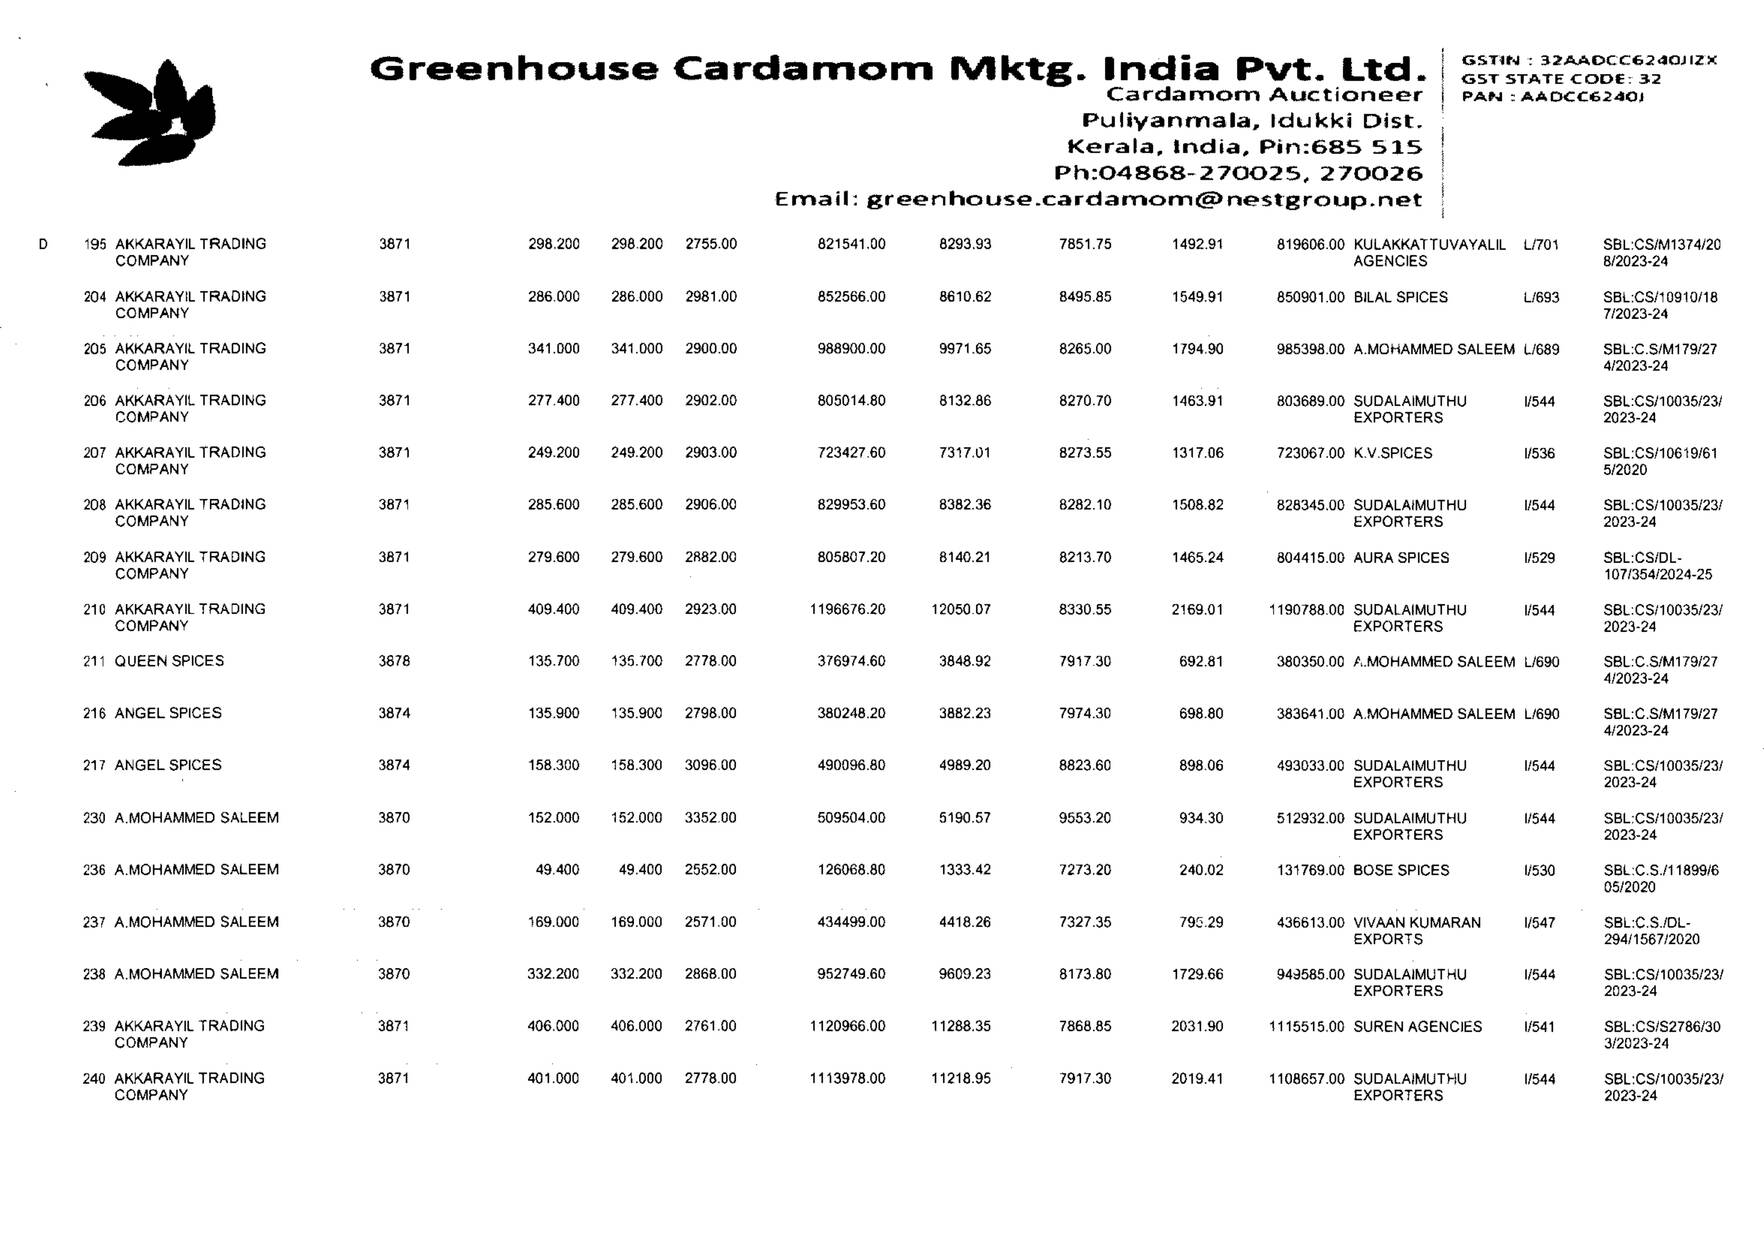 Greenhouse Cardamom Mktg. India Pvt. Ltd.
Cardamom Auctioneer
Puliyanmala, Idukki Dist.
Kerala, India, Pin:685 515
Ph:04868-270025, 270026
Email: greenhouse.cardamom@nestgroup.net
GSTIN : 32AADCC6240J1ZX
GST STATE CODE: 32
PAN : AADCC6240J
D 195 AKKARAYIL TRADING 3871 298.200 298.200 2755.00 821541.00 8293.93 7851.75 1492.91 819606.00 KULAKKATTUVAYALIL L/701 SBL:CS/M1374/20
COMPANY AGENCIES 8/2023-24
204 AKKARAYIL TRADING 3871 286.000 286.000 2981.00 852566.00 8610.62 8495.85 1549.91 850901.00 BILAL SPICES L/693 SBL:CS/10910/18
COMPANY 7/2023-24
205 AKKARAYIL TRADING 3871 341.000 341.000 2900.00 988900.00 9971.65 8265.00 1794.90 985398.00 A.MOHAMMED SALEEM L/689 SBL:C.S/M179/27
COMPANY 4/2023-24
206 AKKARAYIL TRADING 3871 277.400 277.400 2902.00 805014.80 8132.86 8270.70 1463.91 803689.00 SUDALAIMUTHU I/544 SBL:CS/10035/23/
COMPANY EXPORTERS 2023-24
207 AKKARAYIL TRADING 3871 249.200 249.200 2903.00 723427.60 7317.01 8273.55 1317.06 723067.00 K.V.SPICES I/536 SBL:CS/10619/61
COMPANY 5/2020
208 AKKARAYIL TRADING 3871 285.600 285.600 2906.00 829953.60 8382.36 8282.10 1508.82 828345.00 SUDALAIMUTHU I/544 SBL:CS/10035/23/
COMPANY EXPORTERS 2023-24
209 AKKARAYIL TRADING 3871 279.600 279.600 2882.00 805807.20 8140.21 8213.70 1465.24 804415.00 AURA SPICES I/529 SBL:CS/DL-
COMPANY 107/354/2024-25
210 AKKARAYIL TRADING 3871 409.400 409.400 2923.00 1196676.20 12050.07 8330.55 2169.01 1190788.00 SUDALAIMUTHU I/544 SBL:CS/10035/23/
COMPANY EXPORTERS 2023-24
211 QUEEN SPICES 3878 135.700 135.700 2778.00 376974.60 3848.92 7917.30 692.81 380350.00 A.MOHAMMED SALEEM L/690 SBL:C.S/M179/27
4/2023-24
216 ANGEL SPICES 3874 135.900 135.900 2798.00 380248.20 3882.23 7974.30 698.80 383641.00 A.MOHAMMED SALEEM L/690 SBL:C.S/M179/27
4/2023-24
217 ANGEL SPICES 3874 158.300 158.300 3096.00 490096.80 4989.20 8823.60 898.06 493033.00 SUDALAIMUTHU I/544 SBL:CS/10035/23/
EXPORTERS 2023-24
230 A.MOHAMMED SALEEM 3870 152.000 152.000 3352.00 509504.00 5190.57 9553.20 934.30 512932.00 SUDALAIMUTHU I/544 SBL:CS/10035/23/
EXPORTERS 2023-24
236 A.MOHAMMED SALEEM 3870 49.400 49.400 2552.00 126068.80 1333.42 7273.20 240.02 131769.00 BOSE SPICES I/530 SBL:C.S./11899/6
05/2020
237 A.MOHAMMED SALEEM 3870 169.000 169.000 2571.00 434499.00 4418.26 7327.35 795.29 436613.00 VIVAAN KUMARAN I/547 SBL:C.S./DL-
EXPORTS 294/1567/2020
238 A.MOHAMMED SALEEM 3870 332.200 332.200 2868.00 952749.60 9609.23 8173.80 1729.66 949585.00 SUDALAIMUTHU I/544 SBL:CS/10035/23/
EXPORTERS 2023-24
239 AKKARAYIL TRADING 3871 406.000 406.000 2761.00 1120966.00 11288.35 7868.85 2031.90 1115515.00 SUREN AGENCIES I/541 SBL:CS/S2786/30
COMPANY 3/2023-24
240 AKKARAYIL TRADING 3871 401.000 401.000 2778.00 1113978.00 11218.95 7917.30 2019.41 1108657.00 SUDALAIMUTHU I/544 SBL:CS/10035/23/
COMPANY EXPORTERS 2023-24